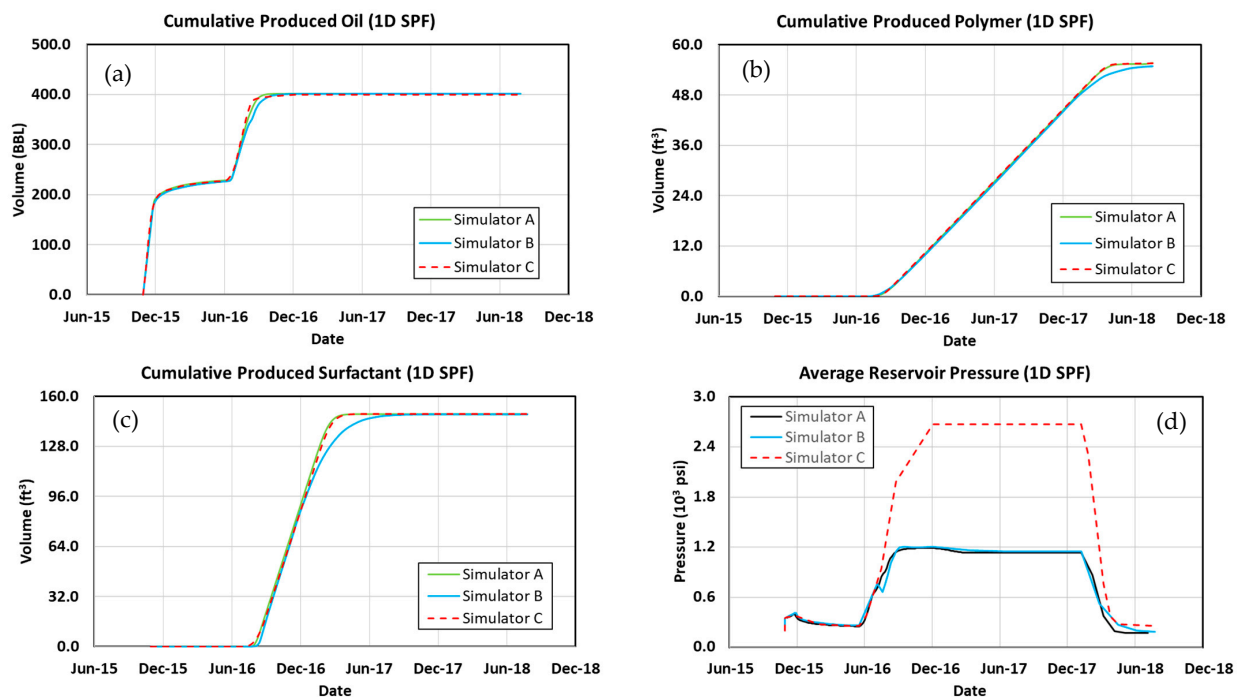 Cumulative Produced Oil (1D SPF)
500.0
400.0
300.0
200.0
100.0
0.0
Volume (BBL)
(a)
Simulator A
Simulator B
Simulator C
Jun-15 Dec-15 Jun-16 Dec-16 Jun-17 Dec-17 Jun-18 Dec-18
Date
Cumulative Produced Polymer (1D SPF)
60.0
48.0
36.0
24.0
12.0
0.0
Volume (ft³)
(b)
Simulator A
Simulator B
Simulator C
Jun-15 Dec-15 Jun-16 Dec-16 Jun-17 Dec-17 Jun-18 Dec-18
Date
Cumulative Produced Surfactant (1D SPF)
160.0
128.0
96.0
64.0
32.0
0.0
Volume (ft³)
(c)
Simulator A
Simulator B
Simulator C
Jun-15 Dec-15 Jun-16 Dec-16 Jun-17 Dec-17 Jun-18 Dec-18
Date
Average Reservoir Pressure (1D SPF)
3.0
2.4
1.8
1.2
0.6
0.0
Pressure (10³ psi)
Simulator A
Simulator B
Simulator C
(d)
Jun-15 Dec-15 Jun-16 Dec-16 Jun-17 Dec-17 Jun-18 Dec-18
Date